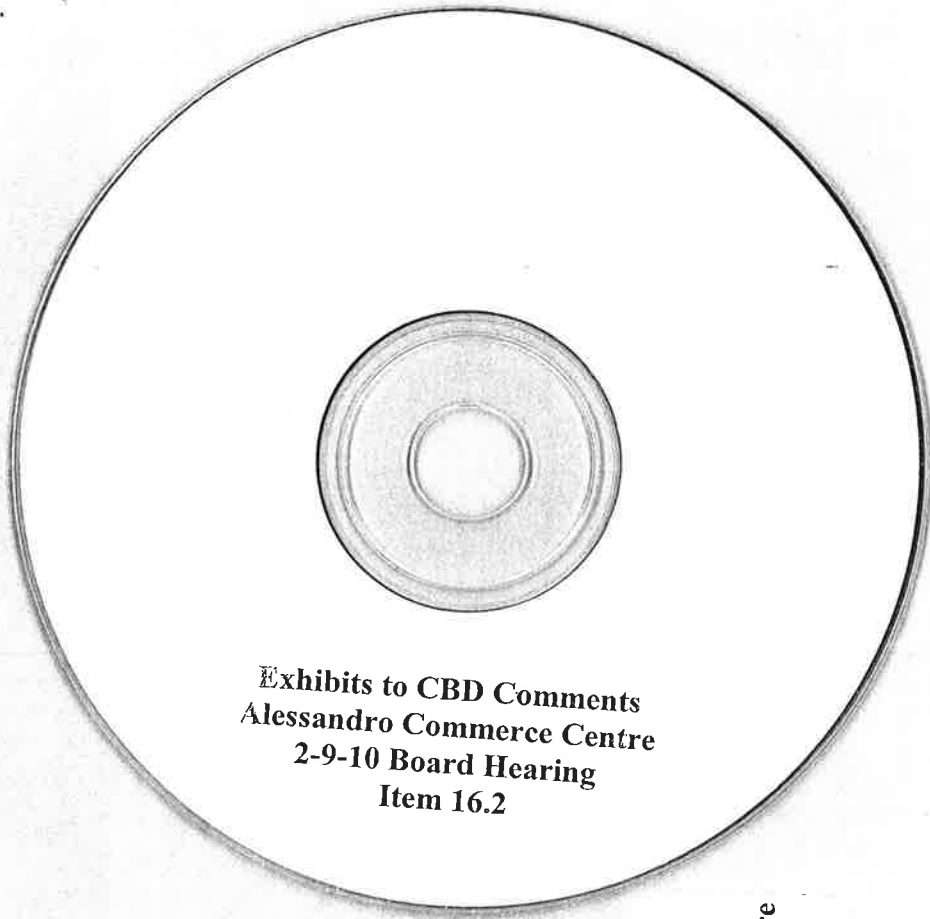 Exhibits to CBD Comments
Alessandro Commerce Centre
2-9-10 Board Hearing
Item 16.2